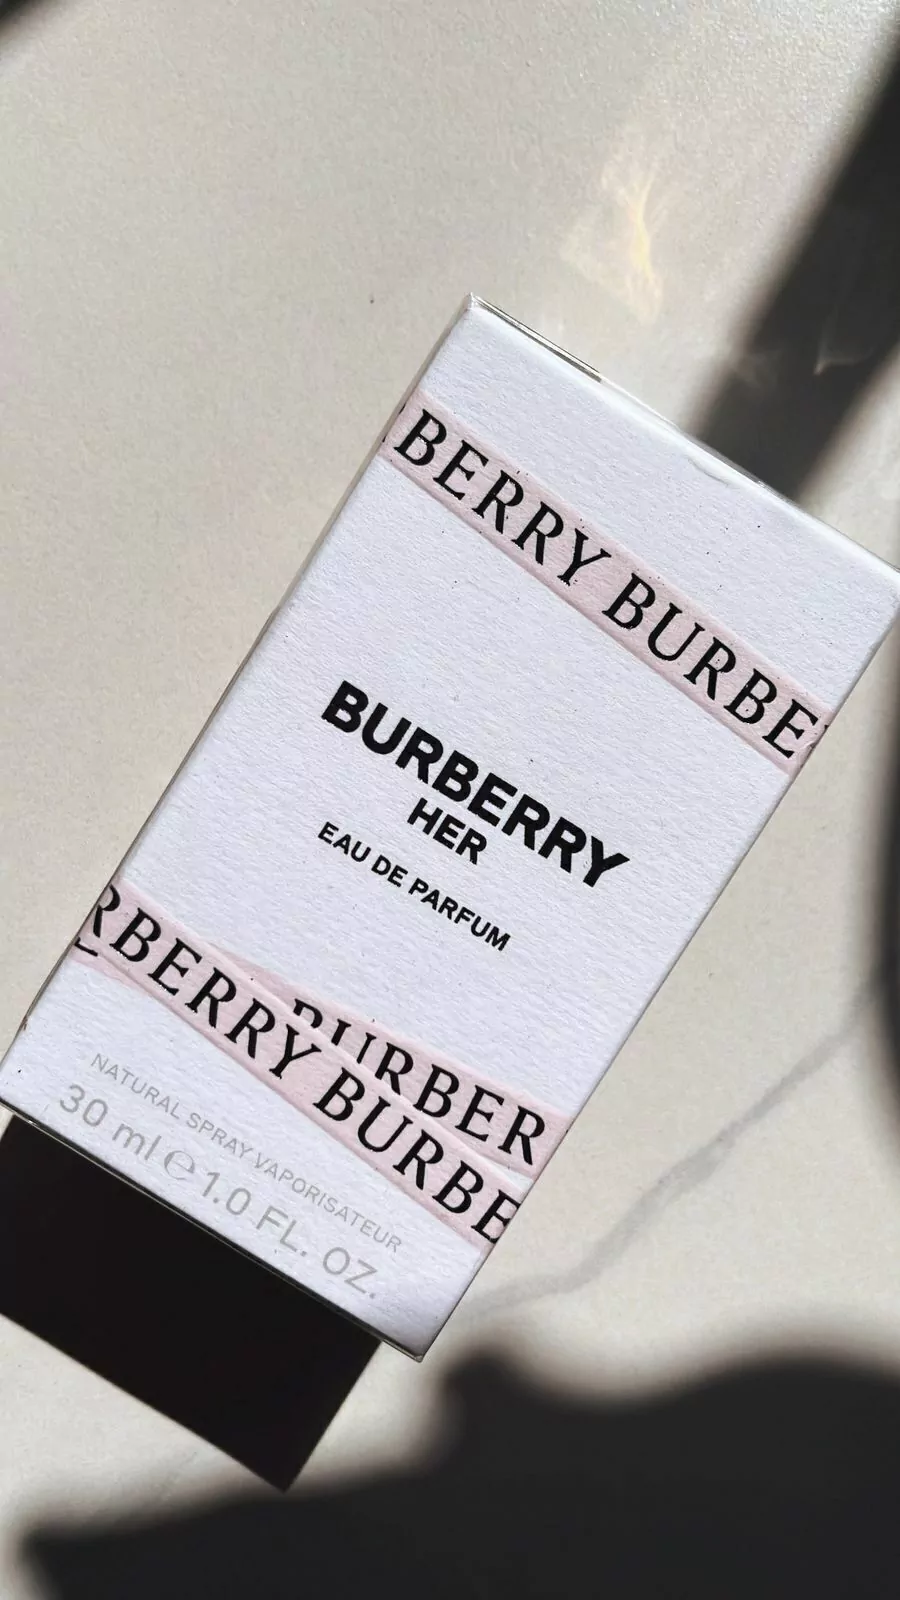 BERRY BURBE
BURBERRY
HER
EAU DE PARFUM
BURBER
RBERRY BURBE
NATURAL SPRAY VAPORISATEUR
30 ml e 1.0 FL. OZ.